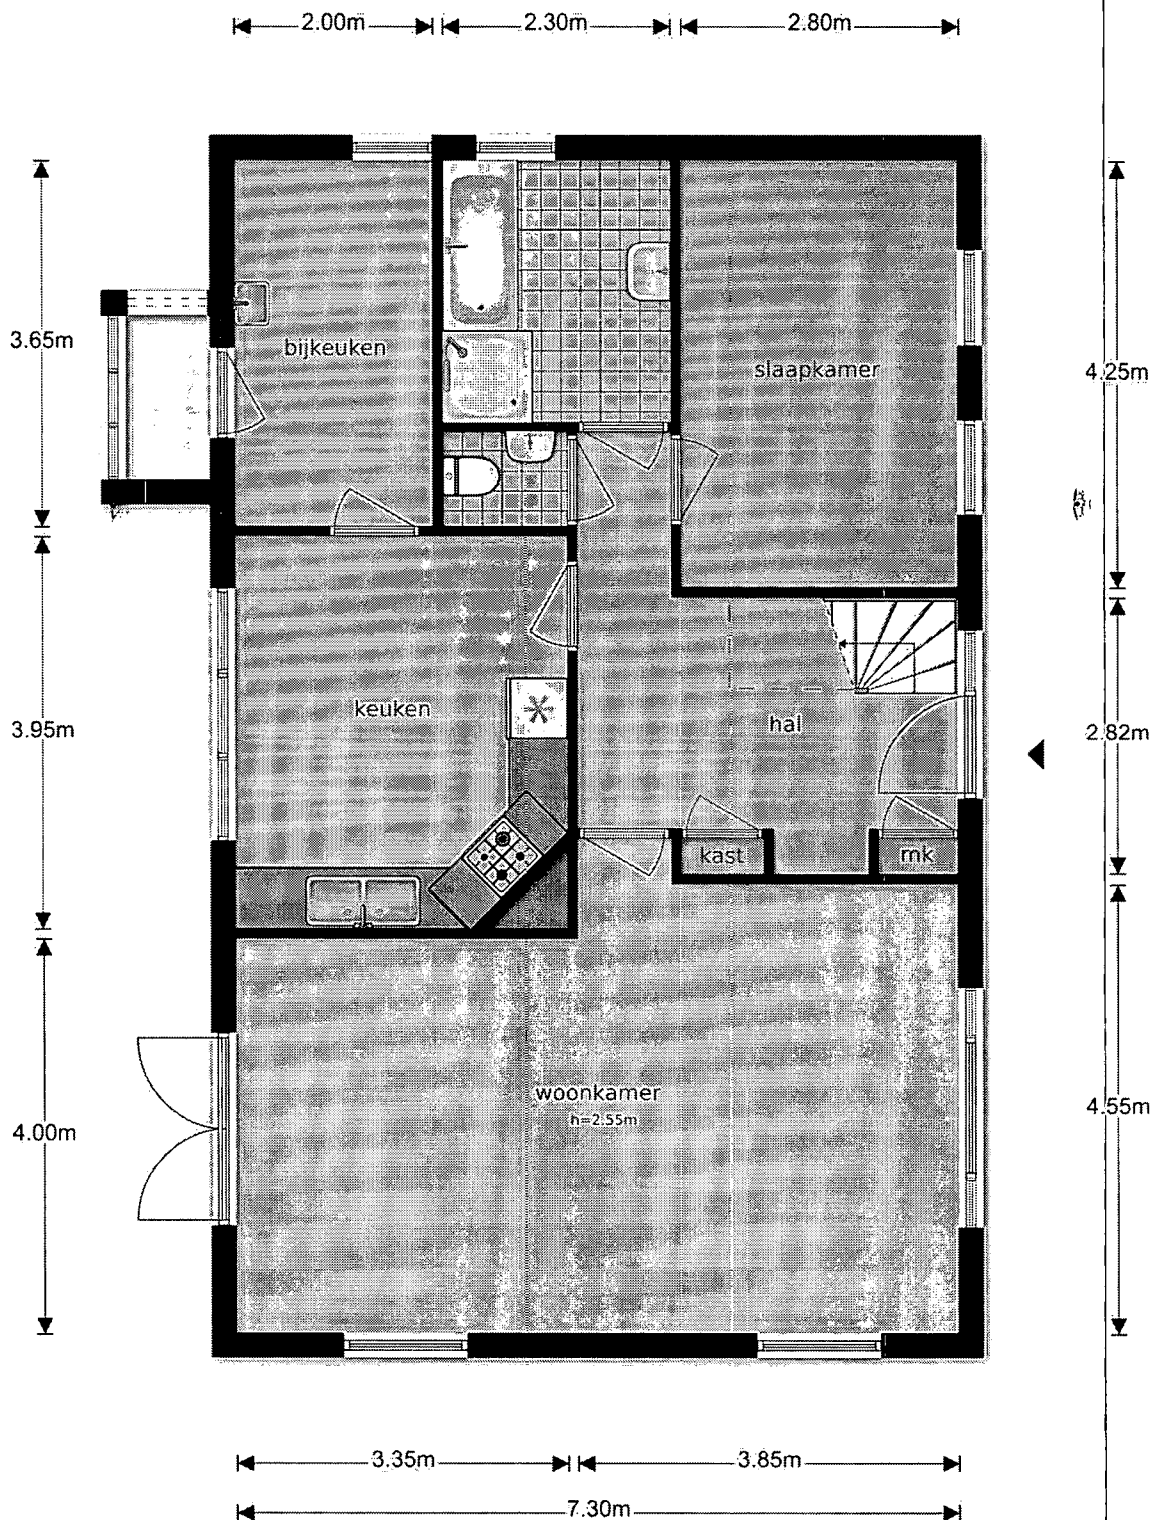 2.00m 2.30m 2.80m
3.65m
bijkeuken
slaapkamer
4.25m
keuken
hal
3.95m
2.82m
kast
mk
woonkamer
h=2.55m
4.00m
4.55m
3.35m 3.85m
7.30m